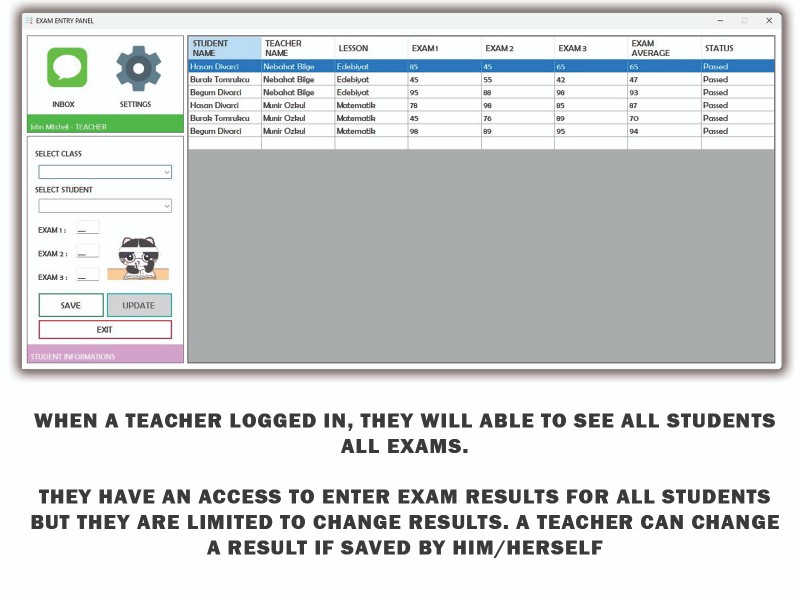 EXAM ENTRY PANEL
INBOX SETTINGS
John Mitchell - TEACHER
SELECT CLASS
SELECT STUDENT
EXAM 1 :
EXAM 2 :
EXAM 3 :
SAVE UPDATE
EXIT
STUDENT INFORMATIONS
STUDENT NAME TEACHER NAME LESSON EXAM 1 EXAM 2 EXAM 3 EXAM AVERAGE STATUS
Hasan Divarci Nebahat Bilge Edebiyat 85 45 65 65 Passed
Burak Tomrukcu Nebahat Bilge Edebiyat 45 55 42 47 Passed
Begum Divarci Nebahat Bilge Edebiyat 95 88 98 93 Passed
Hasan Divarci Munir Ozkul Matematik 78 98 85 87 Passed
Burak Tomrukcu Munir Ozkul Matematik 45 76 89 70 Passed
Begum Divarci Munir Ozkul Matematik 98 89 95 94 Passed
WHEN A TEACHER LOGGED IN, THEY WILL ABLE TO SEE ALL STUDENTS
ALL EXAMS.
THEY HAVE AN ACCESS TO ENTER EXAM RESULTS FOR ALL STUDENTS
BUT THEY ARE LIMITED TO CHANGE RESULTS. A TEACHER CAN CHANGE
A RESULT IF SAVED BY HIM/HERSELF